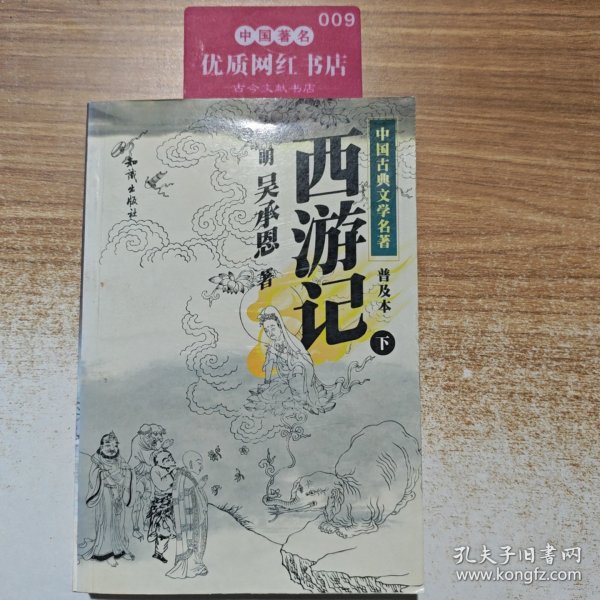 009
中国著名
优质网红书店
古今文献书店
中国古典文学名著
普及本
下
西游记
明 吴承恩 著
知识出版社
孔夫子旧书网
www.kongfz.com